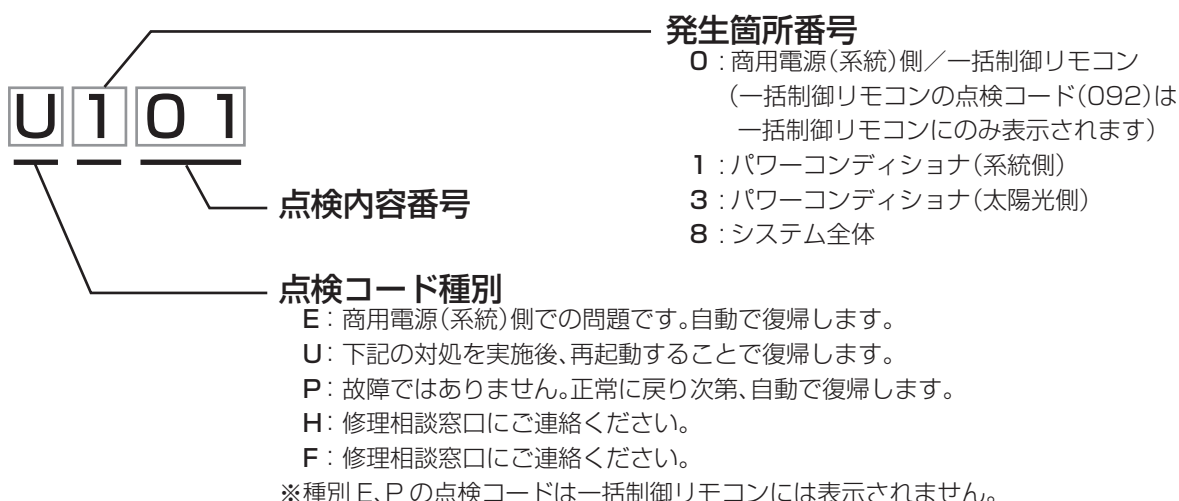 発生箇所番号
0：商用電源（系統）側／一括制御リモコン
（一括制御リモコンの点検コード（092）は
一括制御リモコンにのみ表示されます）
1：パワーコンディショナ（系統側）
3：パワーコンディショナ（太陽光側）
8：システム全体
U101
点検内容番号
点検コード種別
E：商用電源（系統）側での問題です。自動で復帰します。
U：下記の対処を実施後、再起動することで復帰します。
P：故障ではありません。正常に戻り次第、自動で復帰します。
H：修理相談窓口にご連絡ください。
F：修理相談窓口にご連絡ください。
※種別 E、P の点検コードは一括制御リモコンには表示されません。